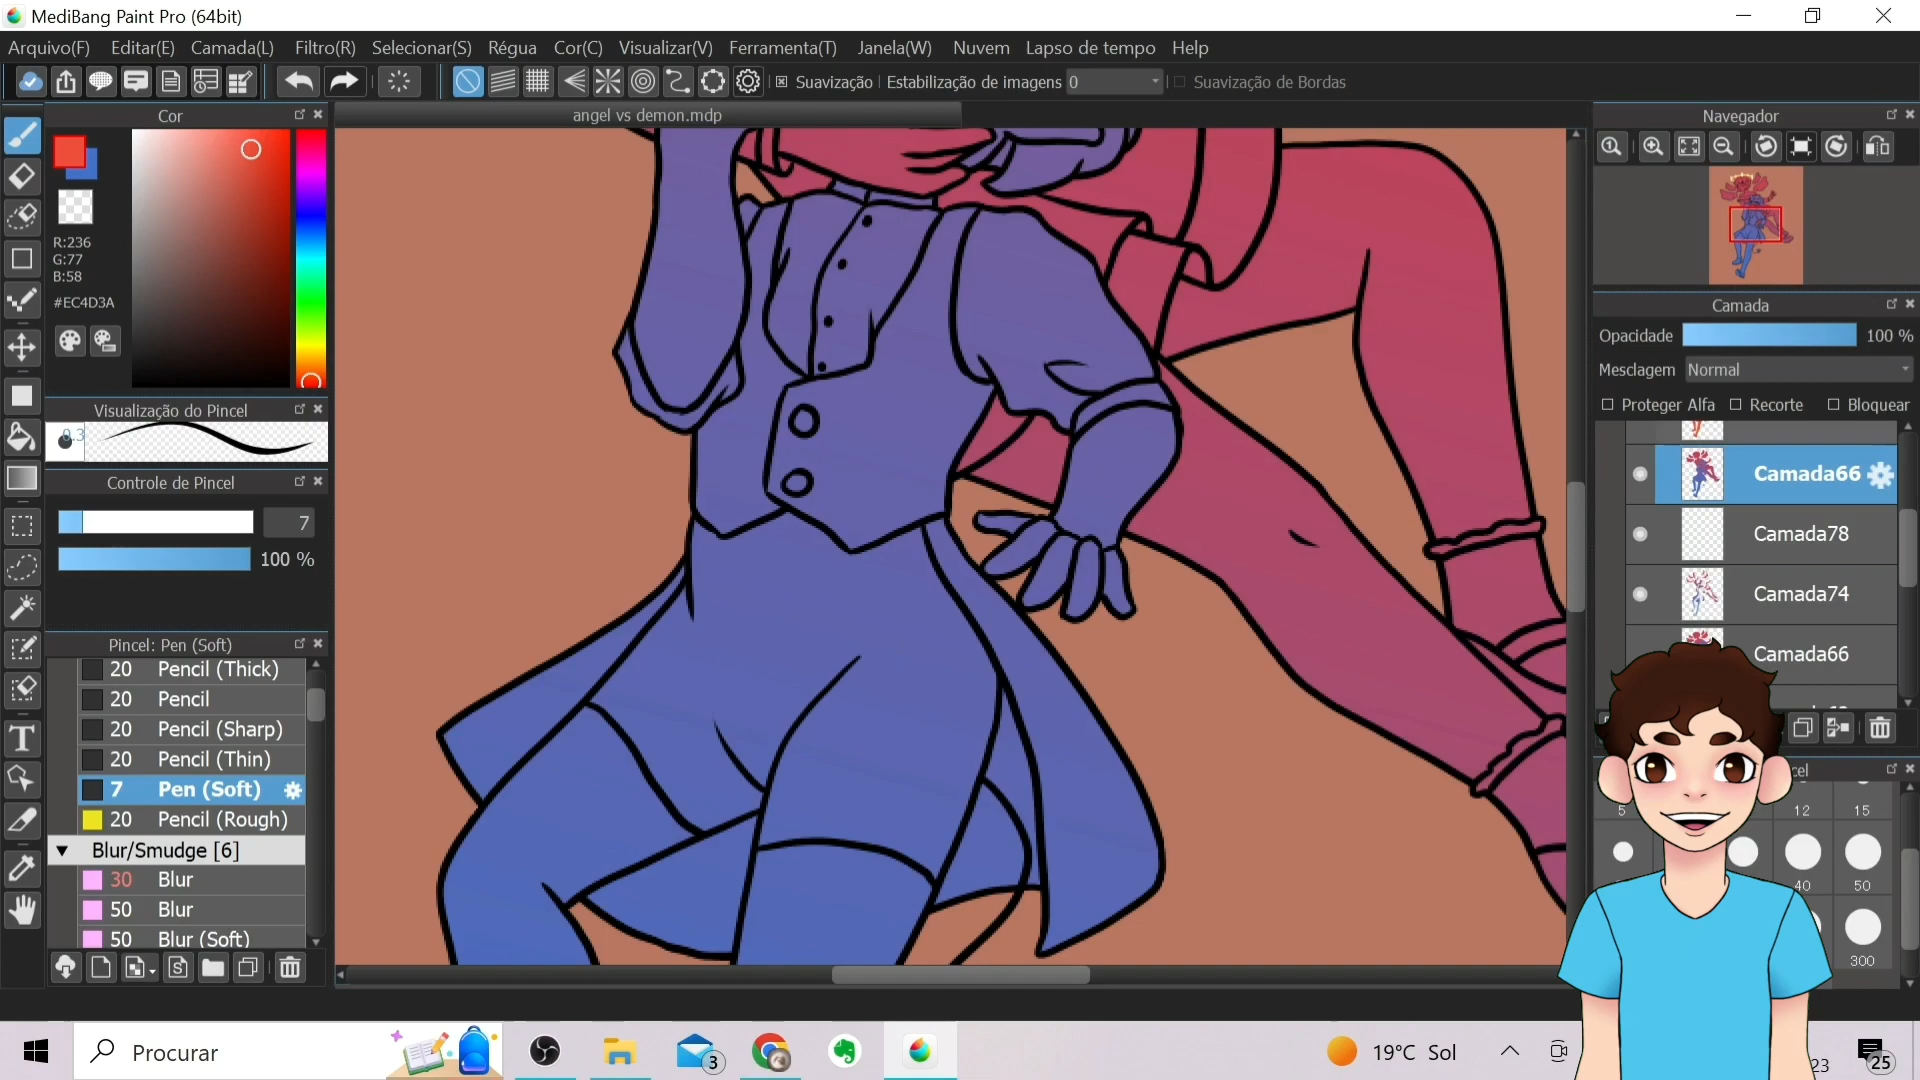 MediBang Paint Pro (64bit)
Arquivo(F) Editar(E) Camada(L) Filtro(R) Selecionar(S) Régua Cor(C) Visualizar(V) Ferramenta(T) Janela(W) Nuvem Lapso de tempo Help
Suavização Estabilização de imagens 0 Suavização de Bordas
Cor
angel vs demon.mdp
Navegador
R:236
G:77
B:58
#EC4D3A
Camada
Opacidade 100 %
Mesclagem Normal
Proteger Alfa Recorte Bloquear
Visualização do Pincel
0.3
Camada66
Controle de Pincel
7
Camada78
100 %
Camada74
Pincel: Pen (Soft)
Camada66
20 Pencil (Thick)
20 Pencil
20 Pencil (Sharp)
20 Pencil (Thin)
7 Pen (Soft)
20 Pencil (Rough)
Blur/Smudge [6]
30 Blur
50 Blur
50 Blur (Soft)
5 12 15
40 50
300
Procurar
3
19°C Sol
23
25